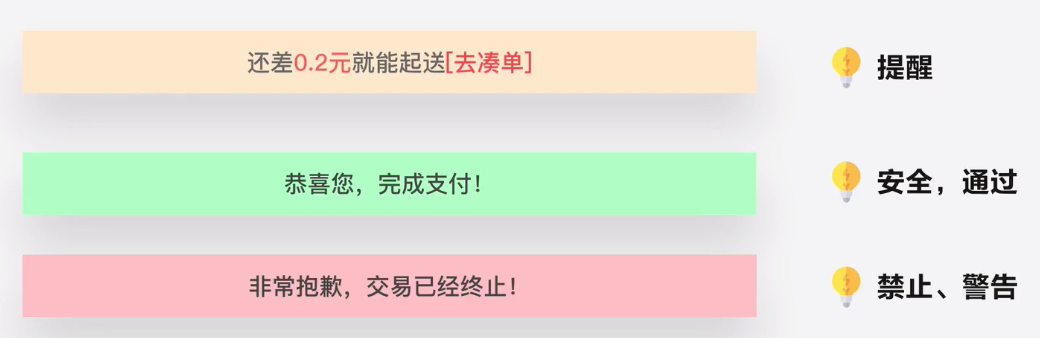 还差0.2元就能起送[去凑单]
提醒
恭喜您，完成支付！
安全，通过
非常抱歉，交易已经终止！
禁止、警告